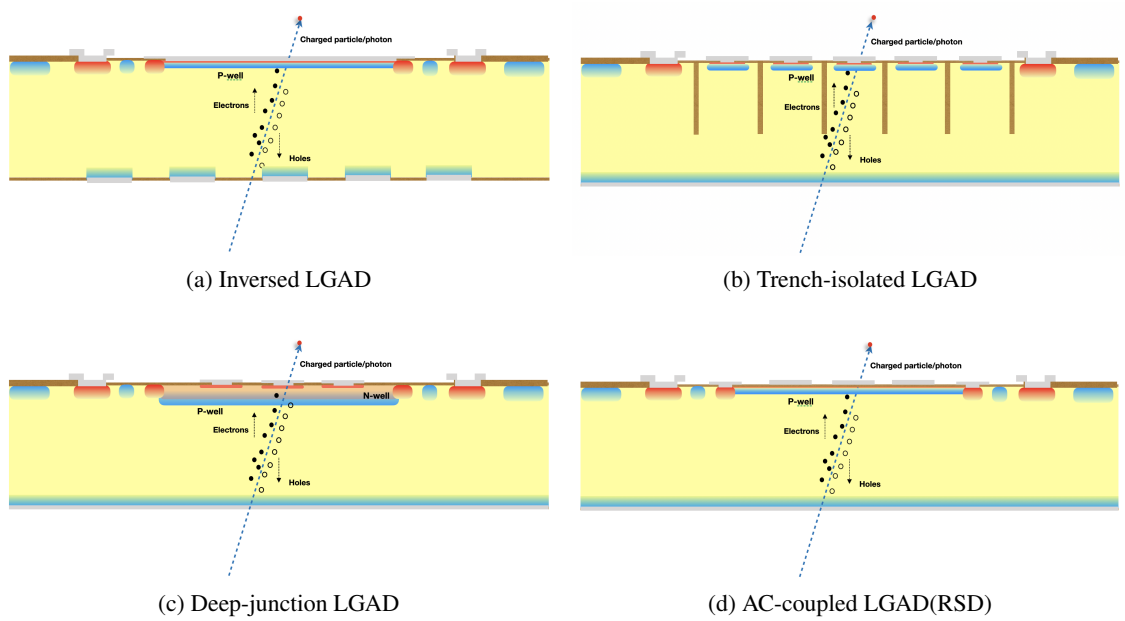 Charged particle/photon
P-well
Electrons
Holes
(a) Inversed LGAD
Charged particle/photon
P-well
Electrons
Holes
(b) Trench-isolated LGAD
Charged particle/photon
N-well
P-well
Electrons
Holes
(c) Deep-junction LGAD
Charged particle/photon
P-well
Electrons
Holes
(d) AC-coupled LGAD(RSD)